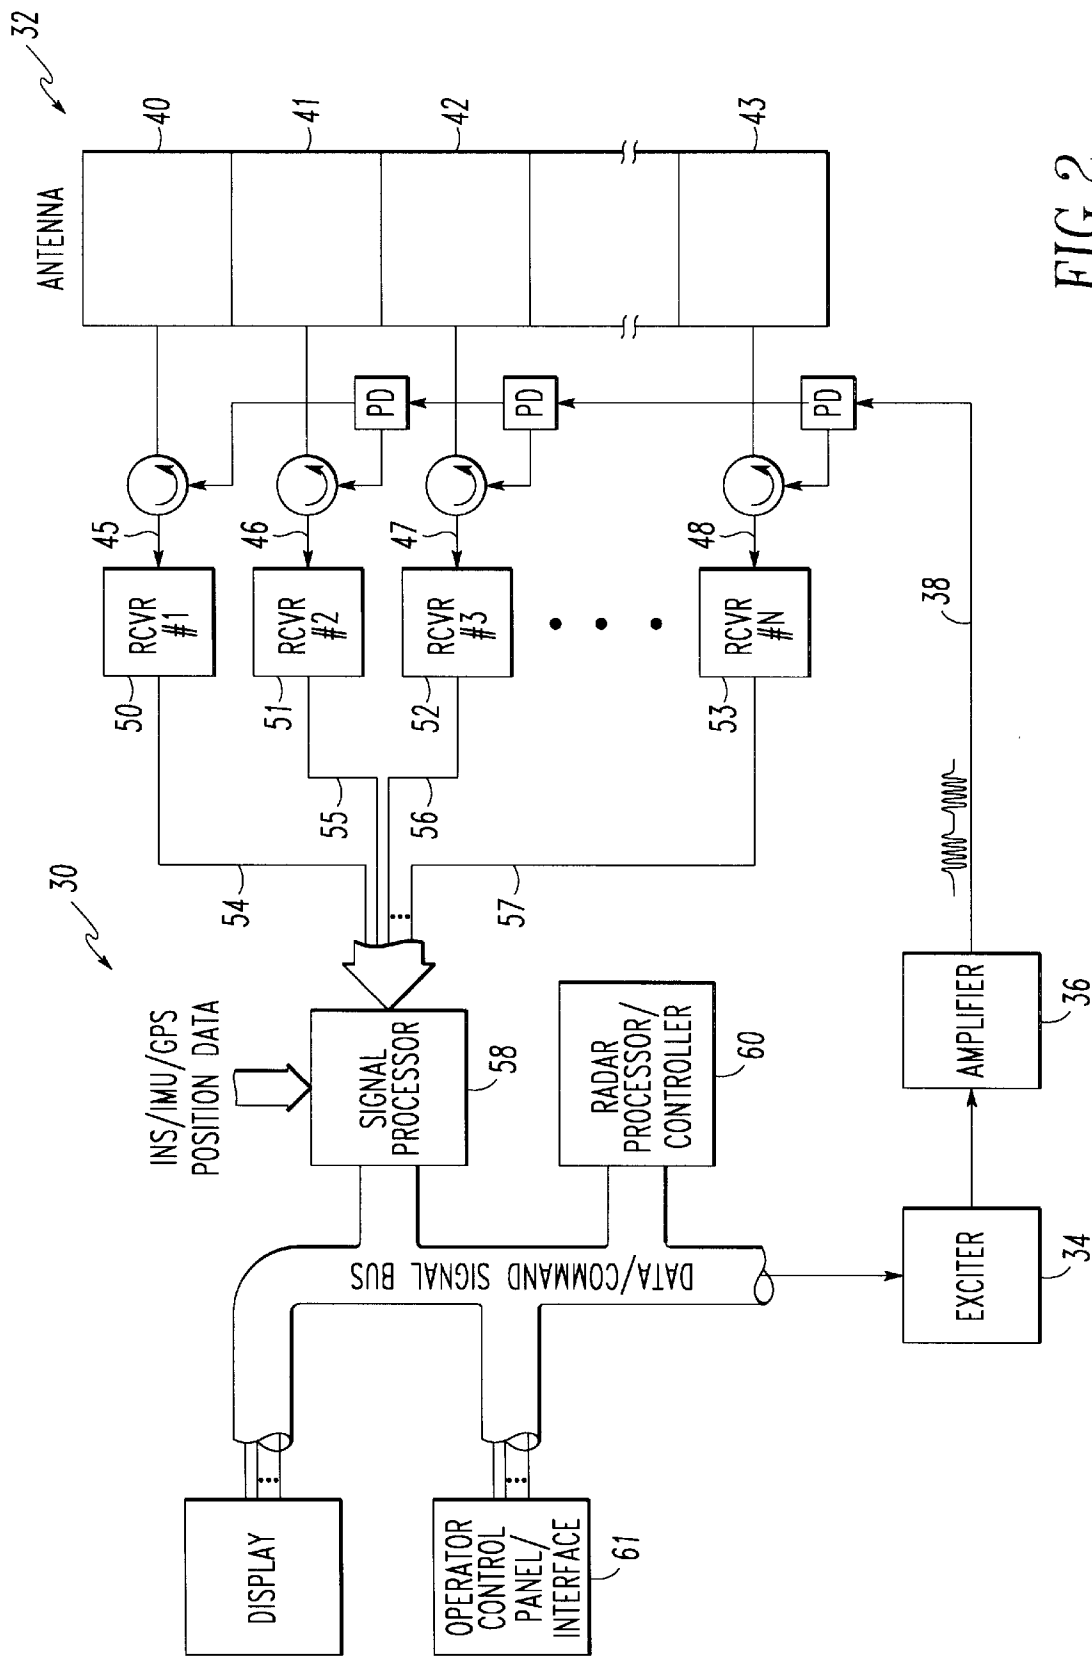 30
32
ANTENNA
40
41
42
43
INS/IMU/GPS
POSITION DATA
DISPLAY
DATA/COMMAND SIGNAL BUS
SIGNAL
PROCESSOR
58
54
55
56
57
RCVR
#1
50
45
RCVR
#2
51
46
PD
RCVR
#3
52
47
PD
RCVR
#N
53
48
PD
OPERATOR
CONTROL
PANEL/
INTERFACE
61
RADAR
PROCESSOR/
CONTROLLER
60
EXCITER
34
AMPLIFIER
36
38
FIG. 2